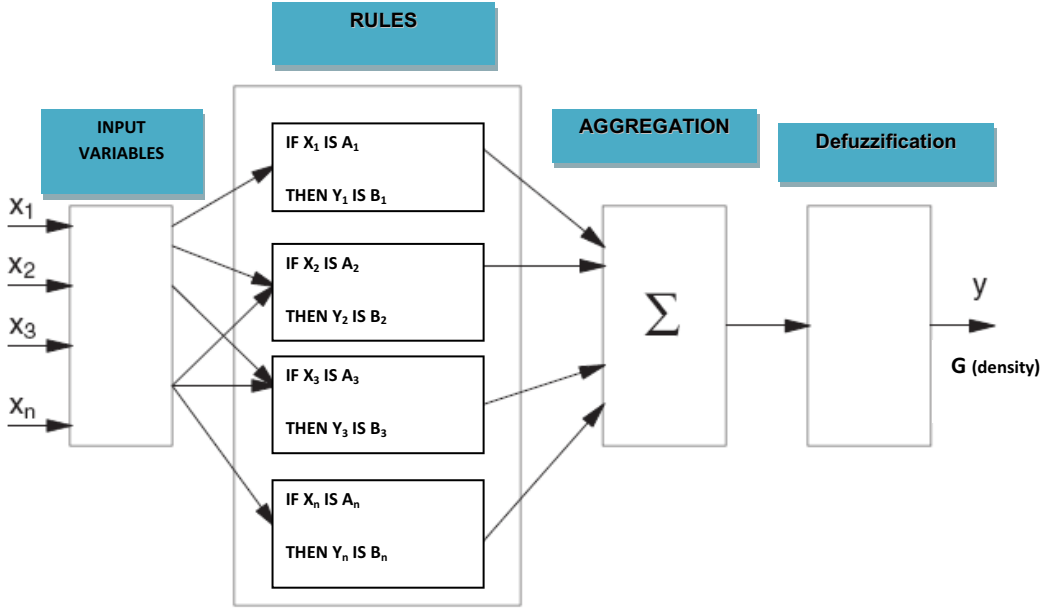 RULES
INPUT
VARIABLES
AGGREGATION
Defuzzification
X₁
X₂
X₃
Xₙ
IF X₁ IS A₁
THEN Y₁ IS B₁
IF X₂ IS A₂
THEN Y₂ IS B₂
IF X₃ IS A₃
THEN Y₃ IS B₃
IF Xₙ IS Aₙ
THEN Yₙ IS Bₙ
Σ
y
G (density)